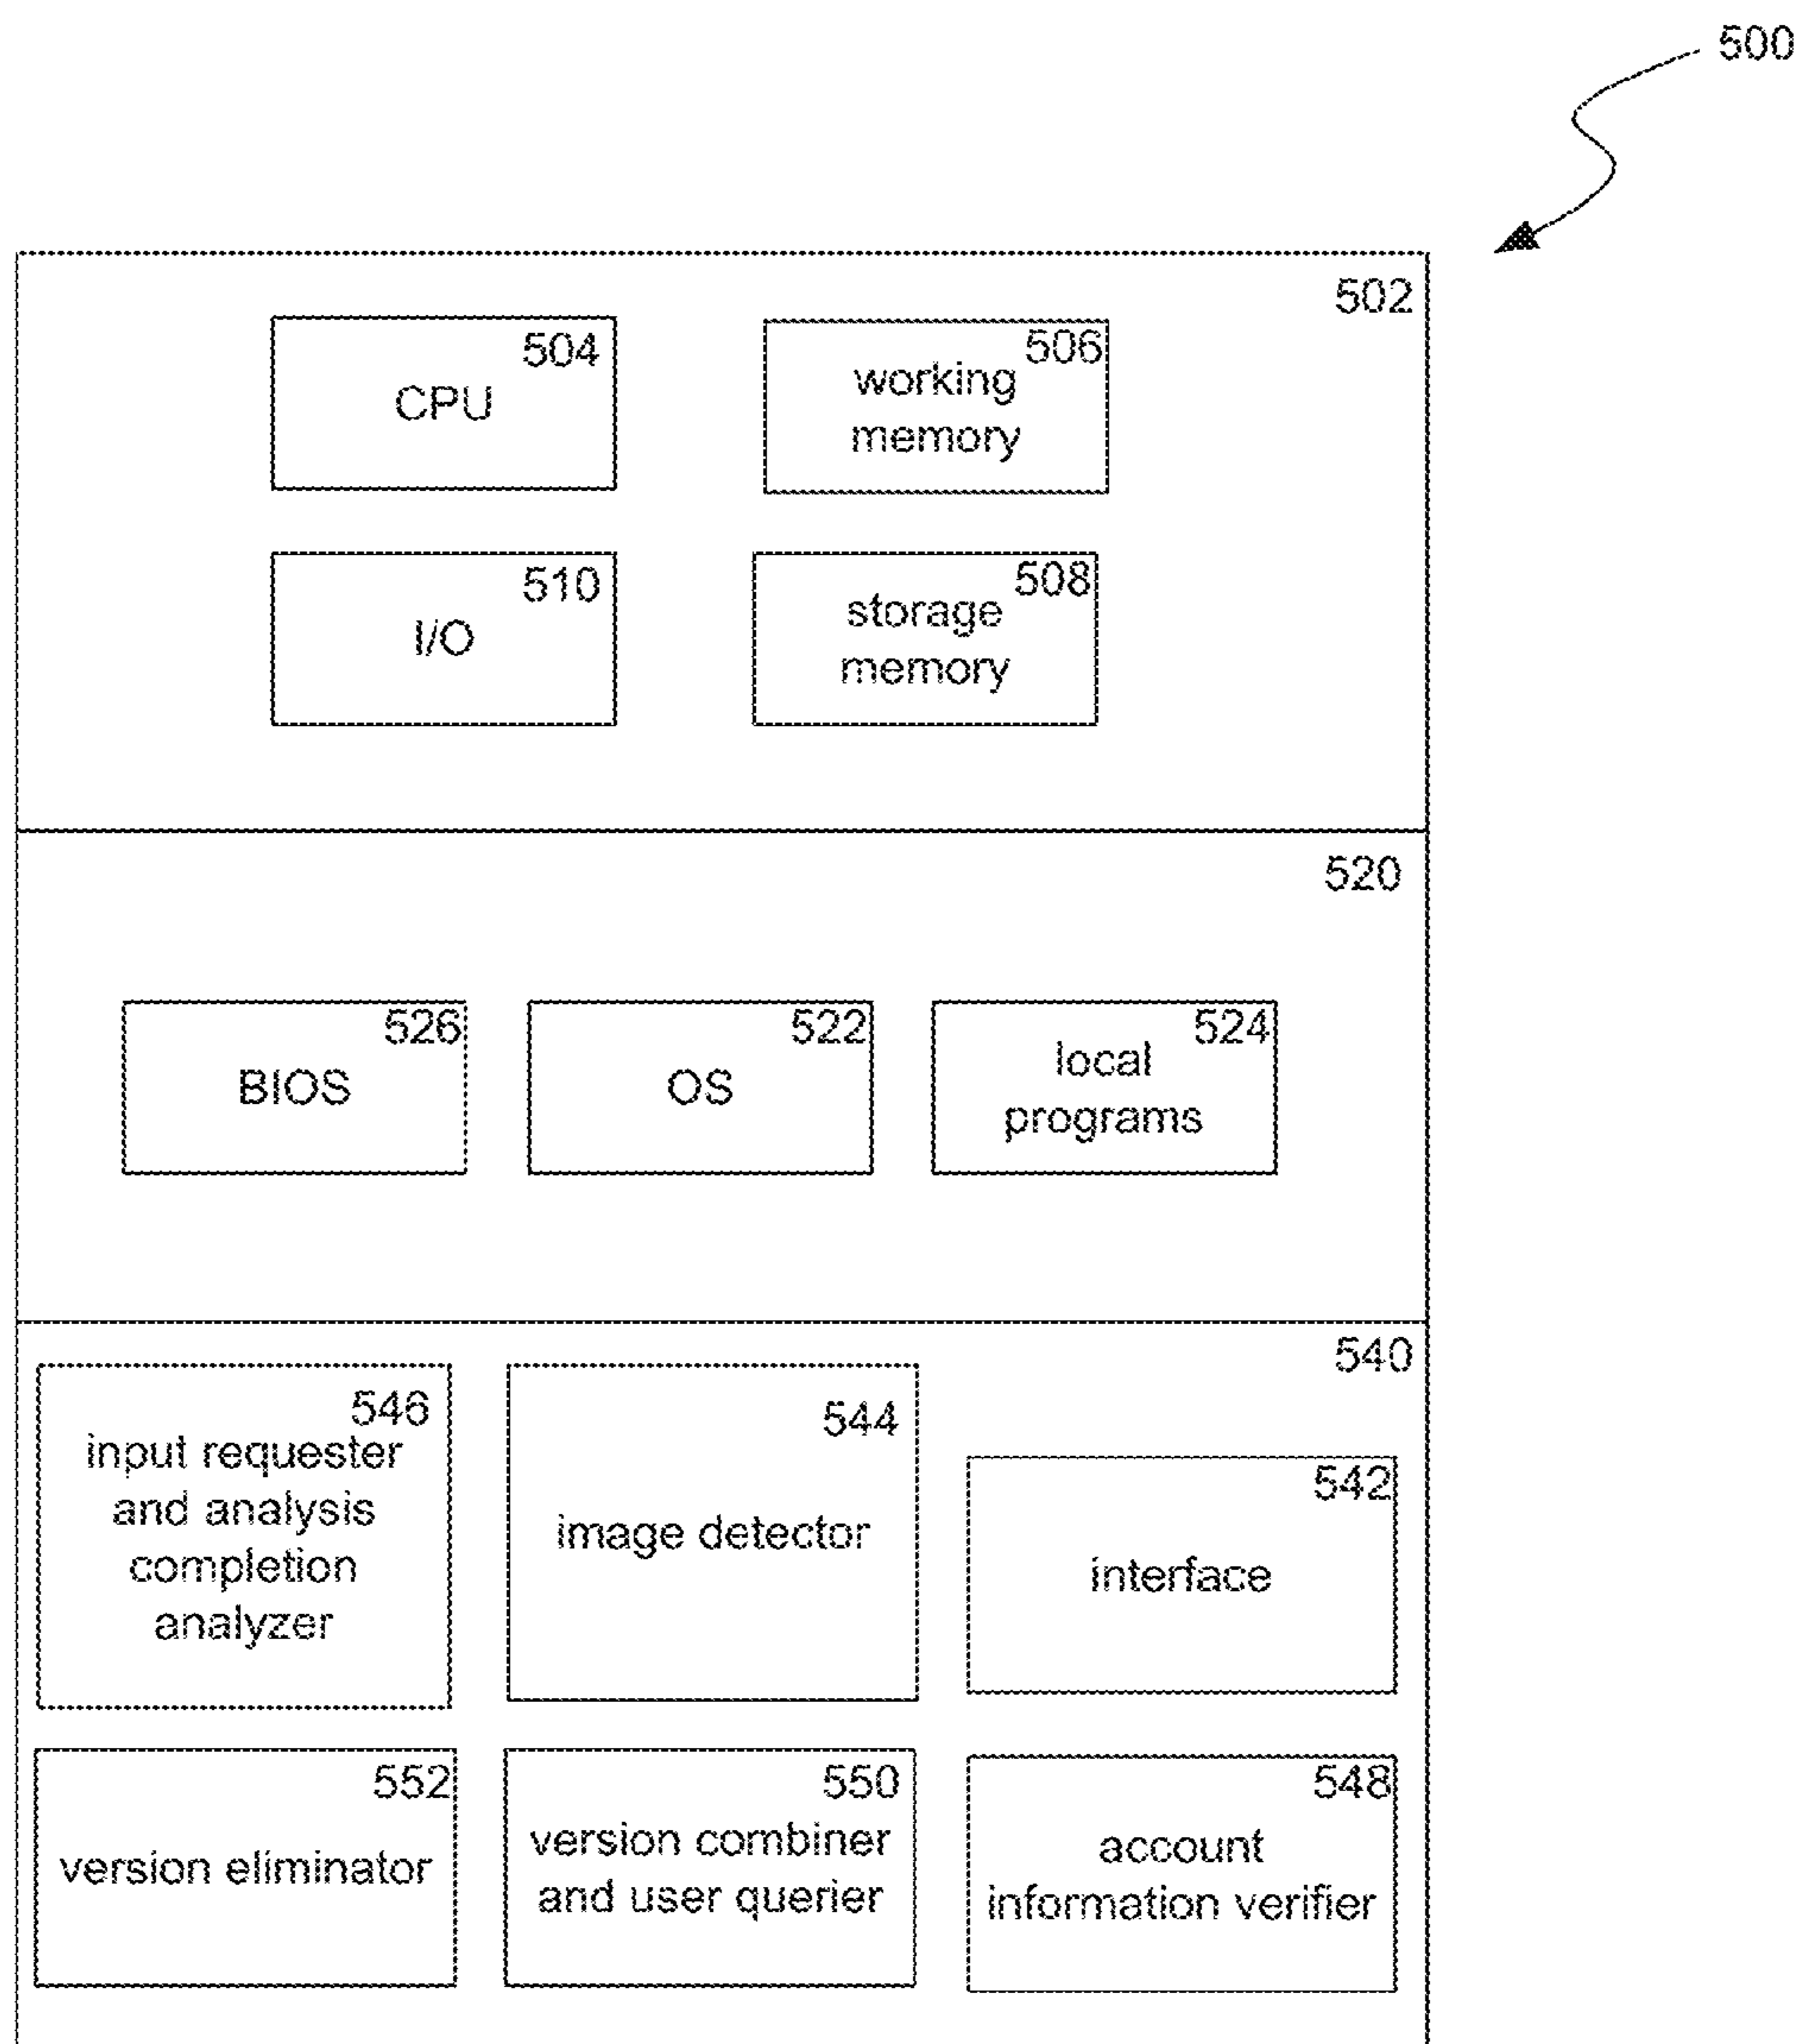 500
502
504
CPU
506
working
memory
510
I/O
508
storage
memory
520
526
BIOS
522
OS
524
local
programs
540
546
input requester
and analysis
completion
analyzer
544
image detector
542
interface
552
version eliminator
550
version combiner
and user querier
548
account
information verifier